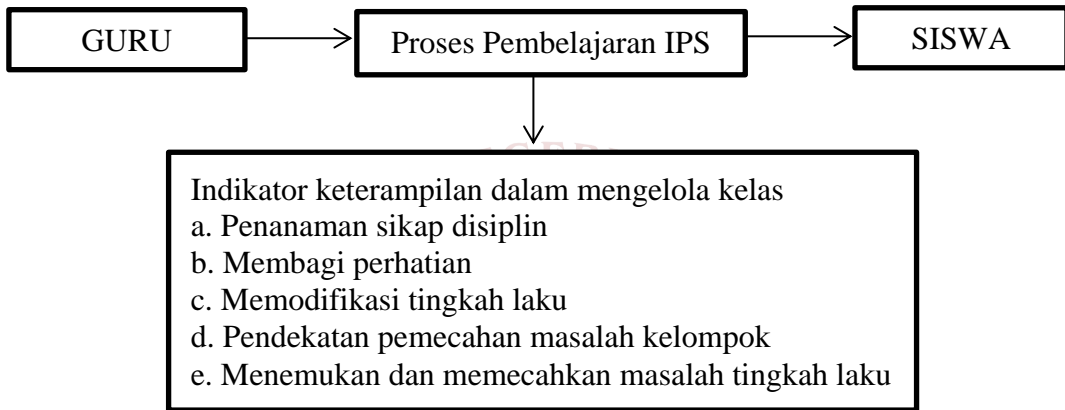 GURU
Proses Pembelajaran IPS
SISWA
Indikator keterampilan dalam mengelola kelas
a. Penanaman sikap disiplin
b. Membagi perhatian
c. Memodifikasi tingkah laku
d. Pendekatan pemecahan masalah kelompok
e. Menemukan dan memecahkan masalah tingkah laku